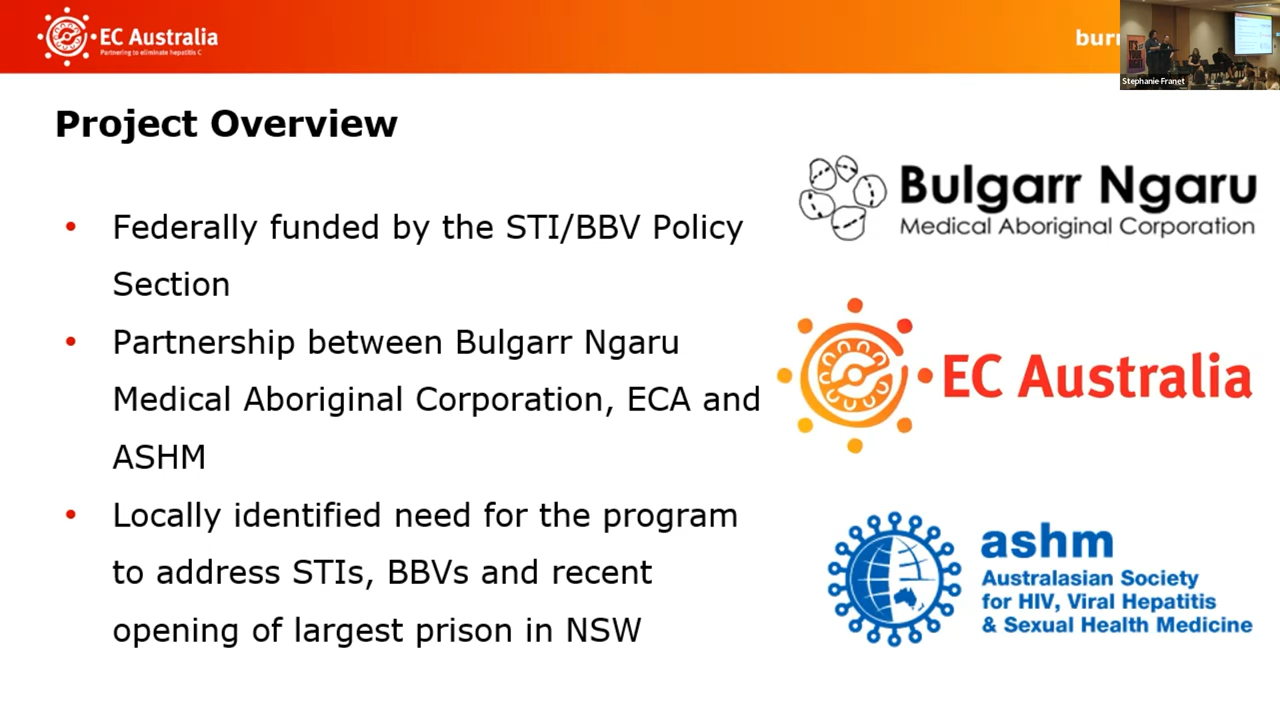 EC Australia
Partnering to eliminate hepatitis C
Stephanie Franet
Project Overview
• Federally funded by the STI/BBV Policy
Section
• Partnership between Bulgarr Ngaru
Medical Aboriginal Corporation, ECA and
ASHM
• Locally identified need for the program
to address STIs, BBVs and recent
opening of largest prison in NSW
Bulgarr Ngaru
Medical Aboriginal Corporation
EC Australia
ashm
Australasian Society
for HIV, Viral Hepatitis
& Sexual Health Medicine